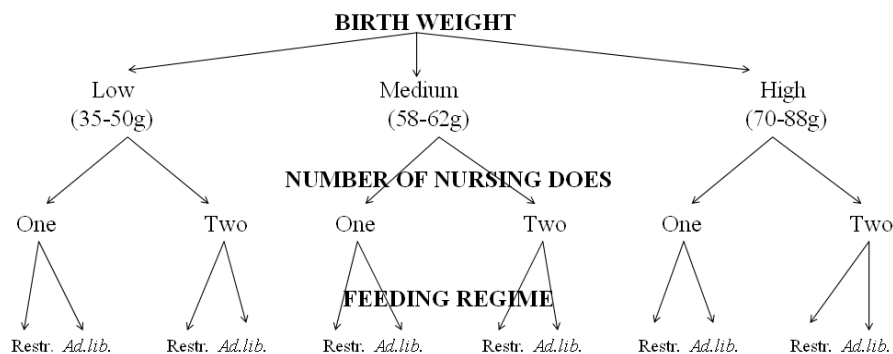 BIRTH WEIGHT
Low Medium High
(35-50g) (58-62g) (70-88g)
NUMBER OF NURSING DOES
One Two One Two One Two
FEEDING REGIME
Restr. Ad.lib. Restr. Ad.lib. Restr. Ad.lib. Restr. Ad.lib. Restr. Ad.lib. Restr. Ad.lib.